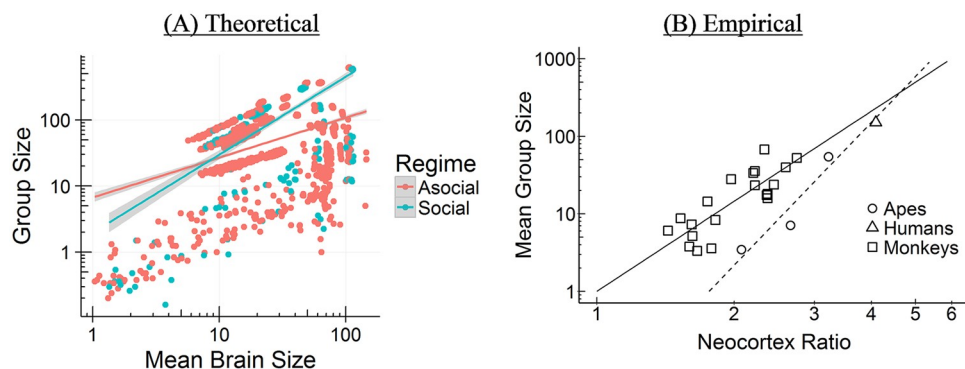 (A) Theoretical
Group Size
100
10
1
1
10
100
Mean Brain Size
Regime
Asocial
Social
(B) Empirical
Mean Group Size
1000
100
10
1
1
2
3
4
5
6
Neocortex Ratio
Apes
Humans
Monkeys